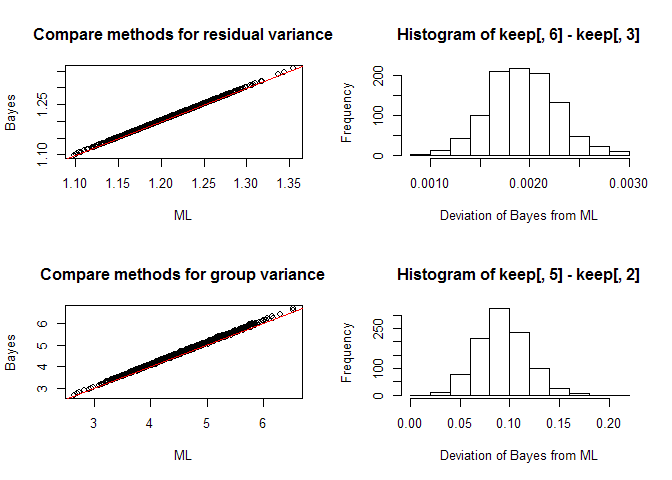 Compare methods for residual variance
Bayes
1.10 1.25
1.10 1.15 1.20 1.25 1.30 1.35
ML
Histogram of keep[, 6] - keep[, 3]
Frequency
0 100 200
0.0010 0.0020 0.0030
Deviation of Bayes from ML
Compare methods for group variance
Bayes
3 4 5 6
3 4 5 6
ML
Histogram of keep[, 5] - keep[, 2]
Frequency
0 100 250
0.00 0.05 0.10 0.15 0.20
Deviation of Bayes from ML